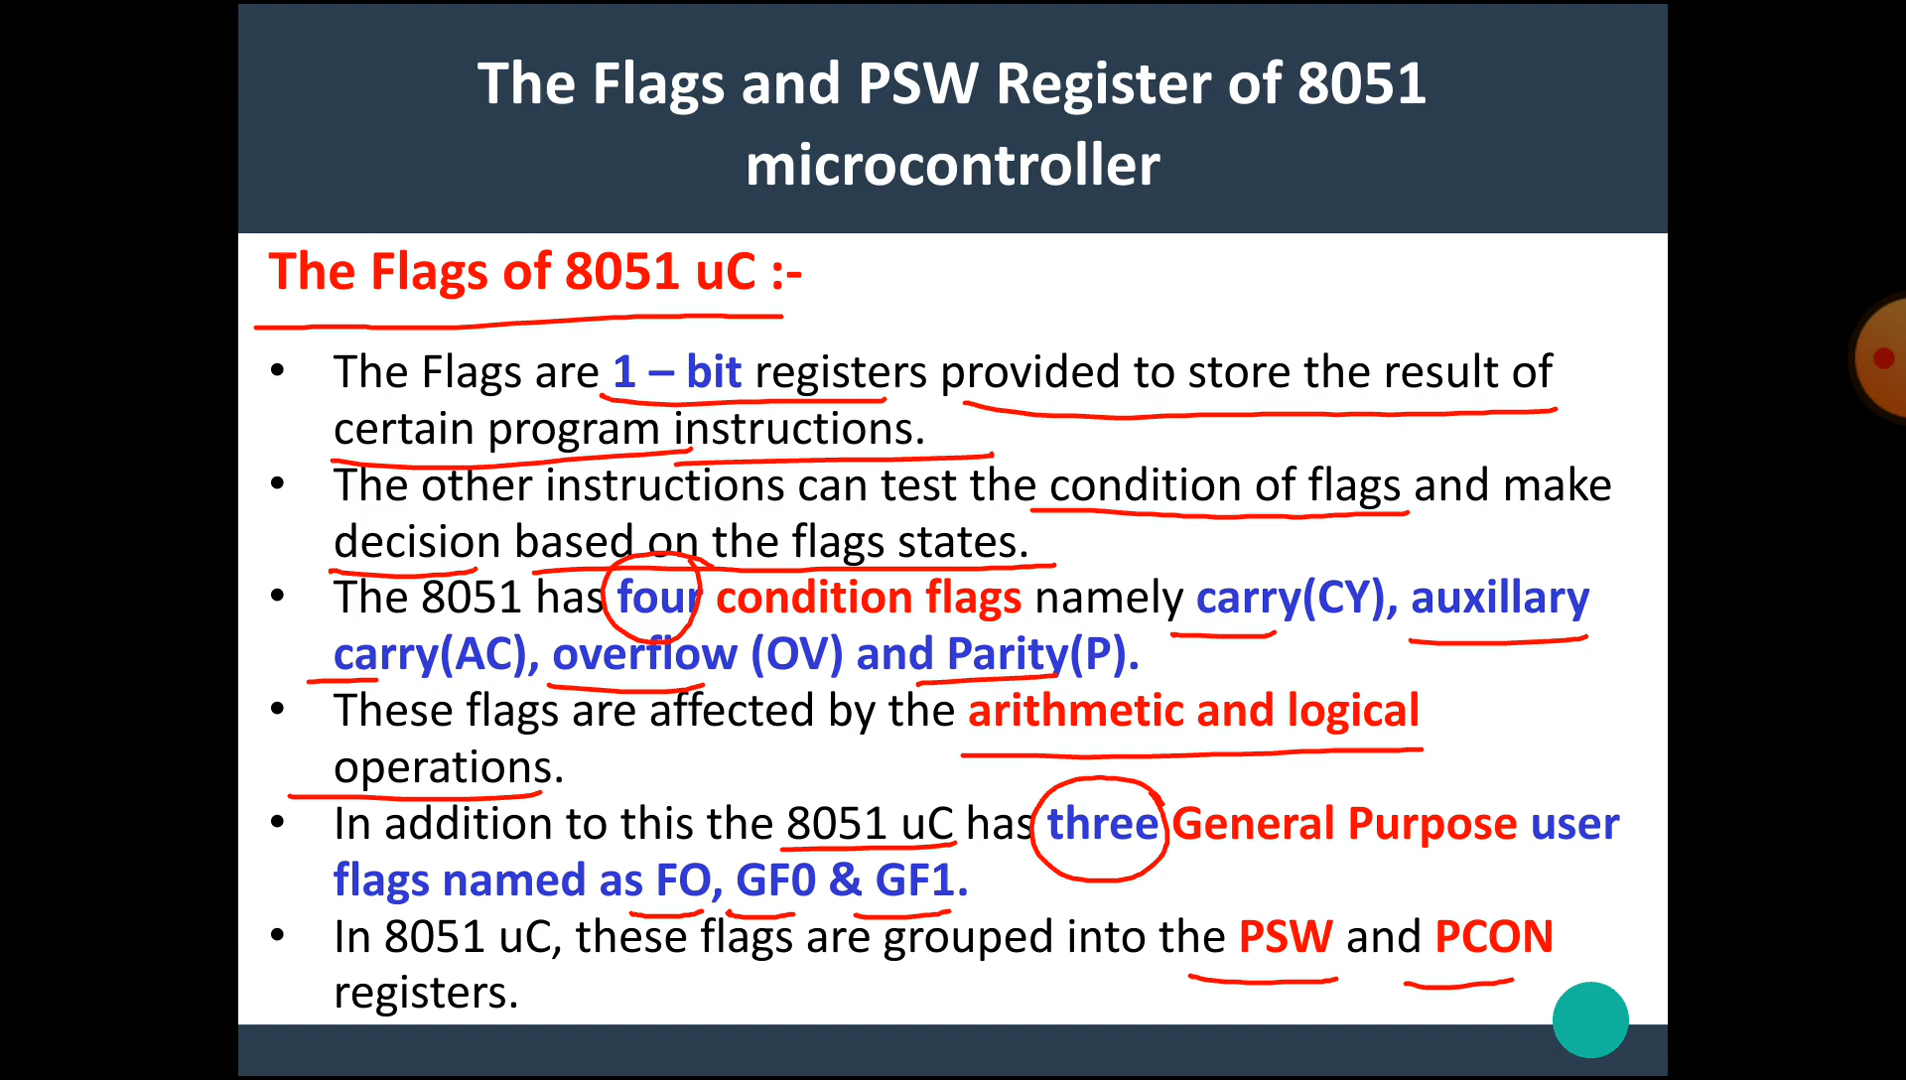 The Flags and PSW Register of 8051
microcontroller
The Flags of 8051 uC :-
• The Flags are 1 – bit registers provided to store the result of
certain program instructions.
• The other instructions can test the condition of flags and make
decision based on the flags states.
• The 8051 has four condition flags namely carry(CY), auxillary
carry(AC), overflow (OV) and Parity(P).
• These flags are affected by the arithmetic and logical
operations.
• In addition to this the 8051 uC has three General Purpose user
flags named as FO, GF0 & GF1.
• In 8051 uC, these flags are grouped into the PSW and PCON
registers.